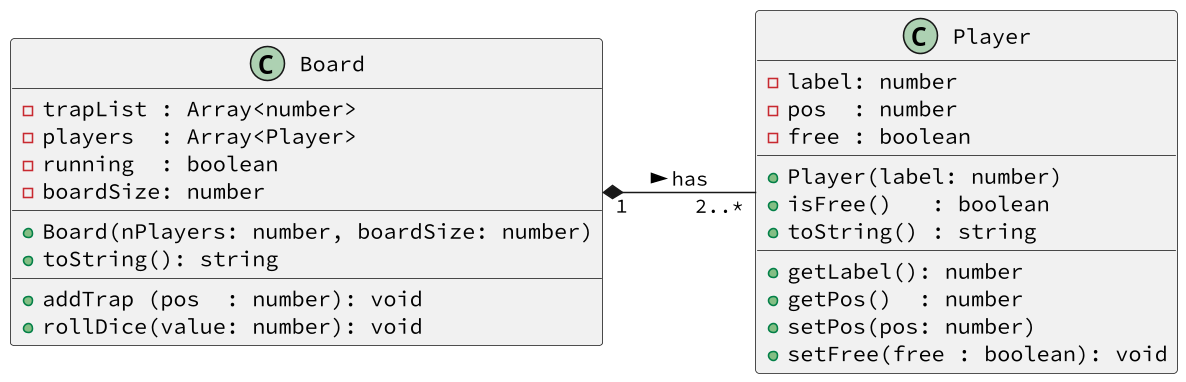 C Board
trapList : Array<number>
players  : Array<Player>
running  : boolean
boardSize: number
Board(nPlayers: number, boardSize: number)
toString(): string
addTrap (pos  : number): void
rollDice(value: number): void
has
1
2..*
C Player
label: number
pos  : number
free : boolean
Player(label: number)
isFree()   : boolean
toString() : string
getLabel(): number
getPos()  : number
setPos(pos: number)
setFree(free : boolean): void